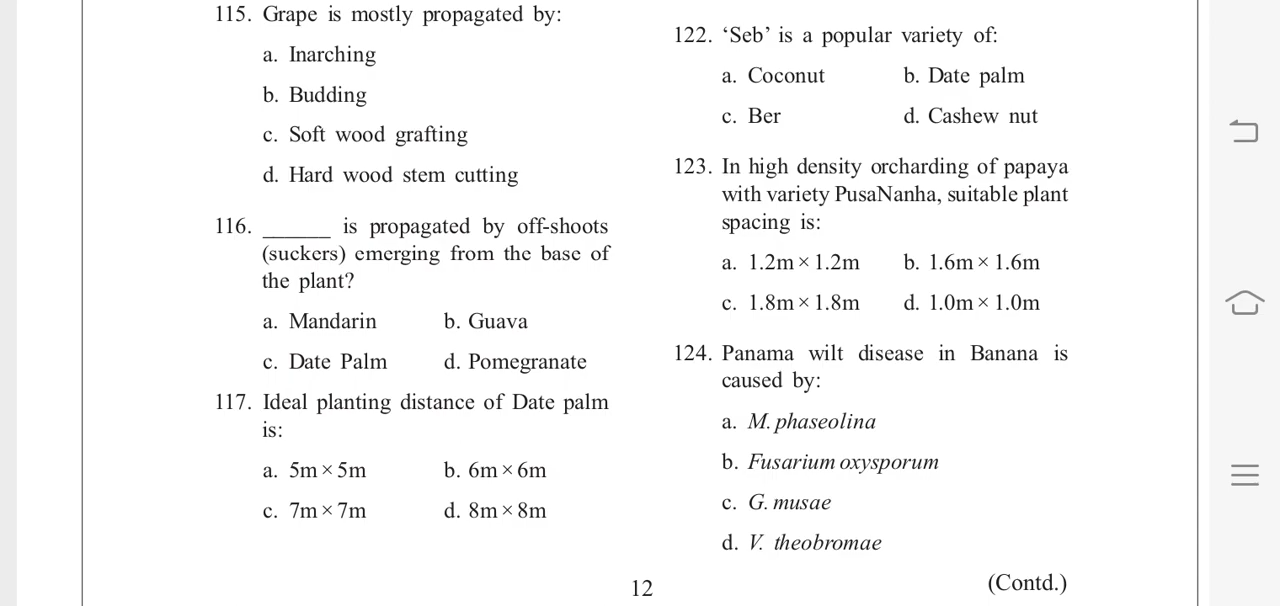 115. Grape is mostly propagated by:
a. Inarching
b. Budding
c. Soft wood grafting
d. Hard wood stem cutting
116. ______ is propagated by off-shoots
(suckers) emerging from the base of
the plant?
a. Mandarin b. Guava
c. Date Palm d. Pomegranate
117. Ideal planting distance of Date palm
is:
a. 5m × 5m b. 6m × 6m
c. 7m × 7m d. 8m × 8m
122. ‘Seb’ is a popular variety of:
a. Coconut b. Date palm
c. Ber d. Cashew nut
123. In high density orcharding of papaya
with variety PusaNanha, suitable plant
spacing is:
a. 1.2m × 1.2m b. 1.6m × 1.6m
c. 1.8m × 1.8m d. 1.0m × 1.0m
124. Panama wilt disease in Banana is
caused by:
a. M. phaseolina
b. Fusarium oxysporum
c. G. musae
d. V. theobromae
12
(Contd.)